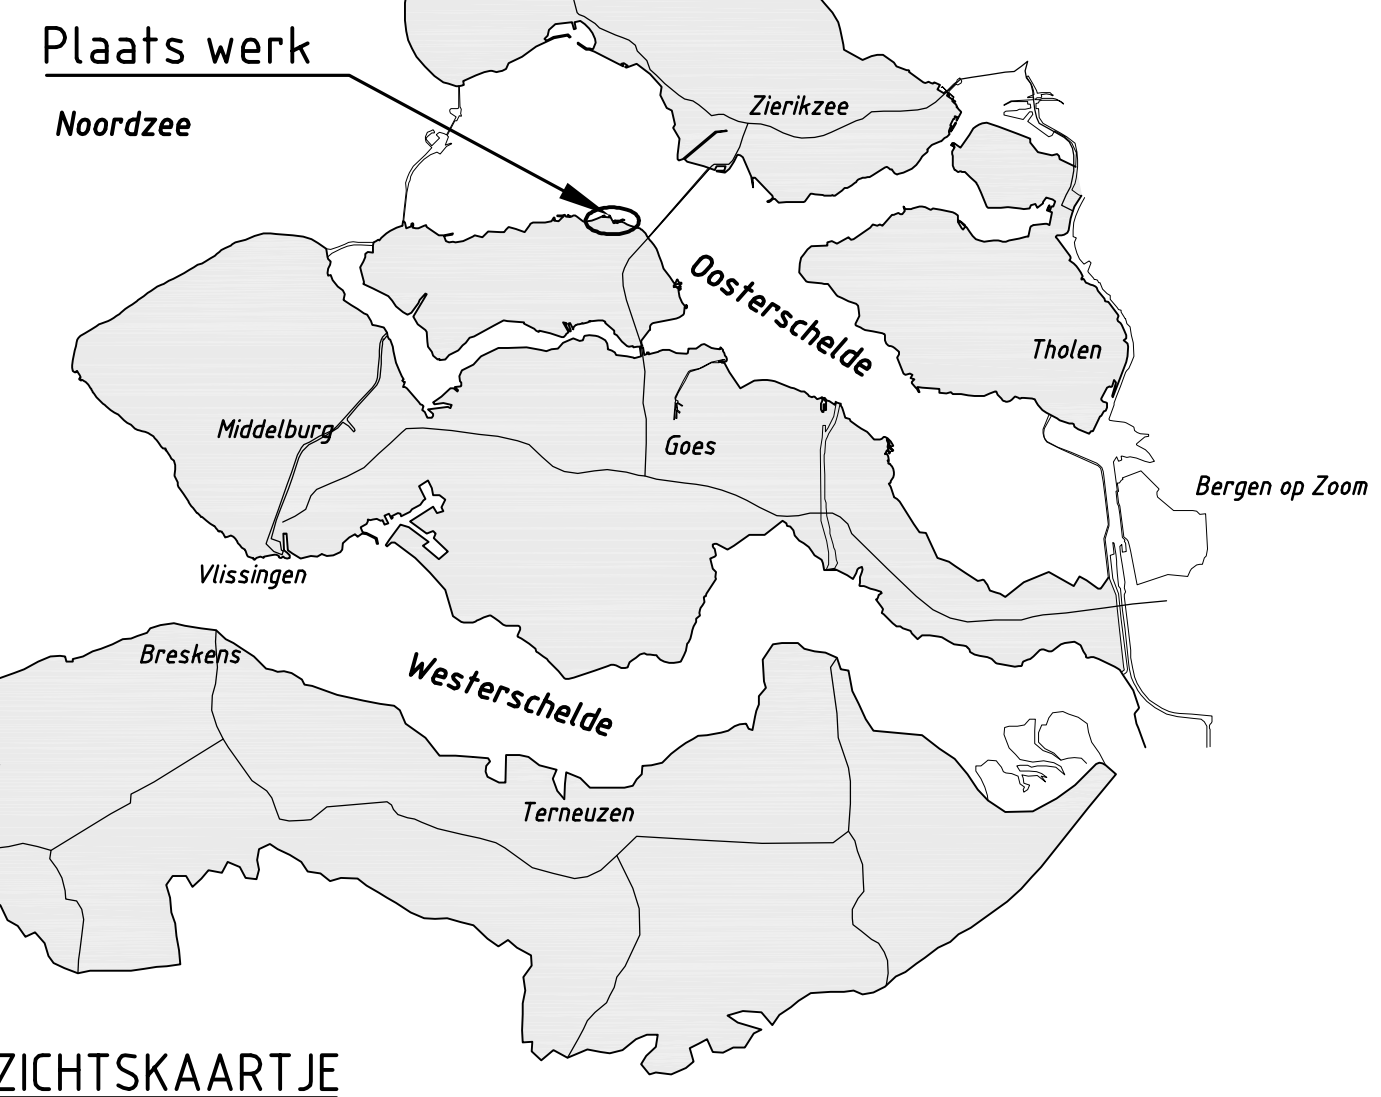 Plaats werk
Noordzee
Zierikzee
Oosterschelde
Tholen
Middelburg
Goes
Bergen op Zoom
Vlissingen
Breskens
Westerschelde
Terneuzen
ZICHTSKAARTJE